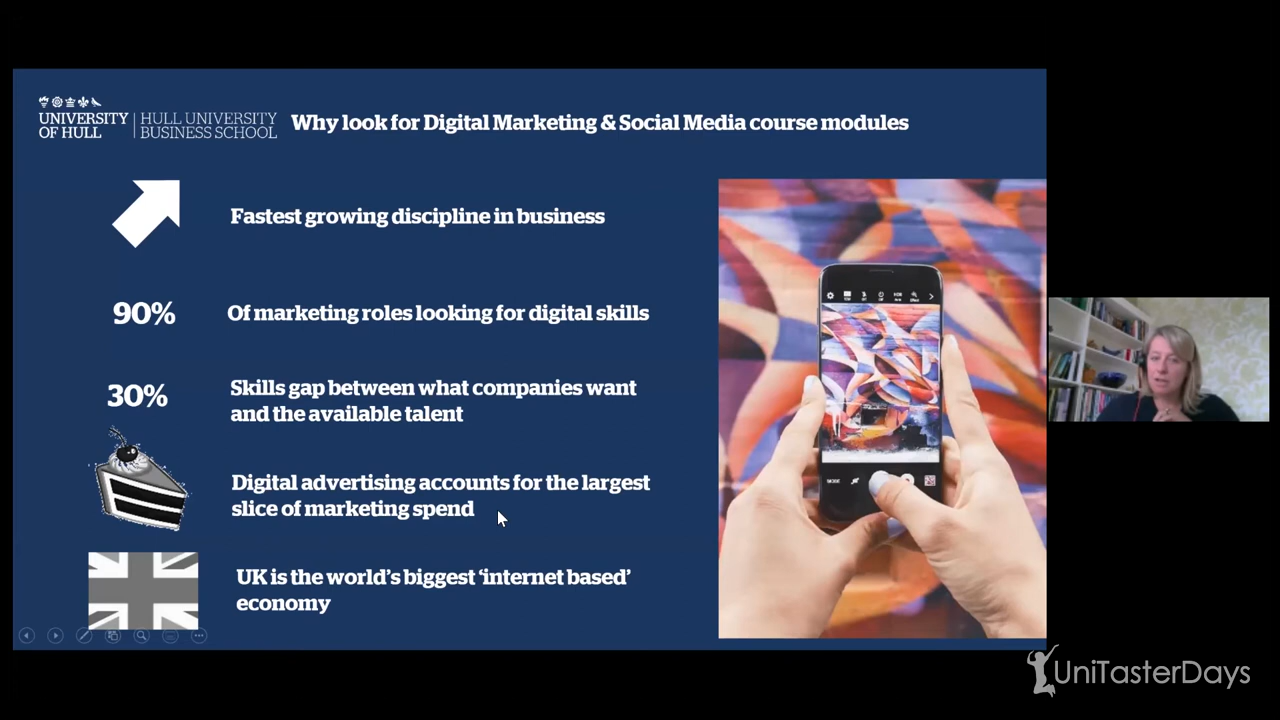 UNIVERSITY
OF HULL
HULL UNIVERSITY
BUSINESS SCHOOL
Why look for Digital Marketing & Social Media course modules
Fastest growing discipline in business
90%
Of marketing roles looking for digital skills
30%
Skills gap between what companies want
and the available talent
Digital advertising accounts for the largest
slice of marketing spend
UK is the world's biggest ‘internet based’
economy
MODE
UniTasterDays